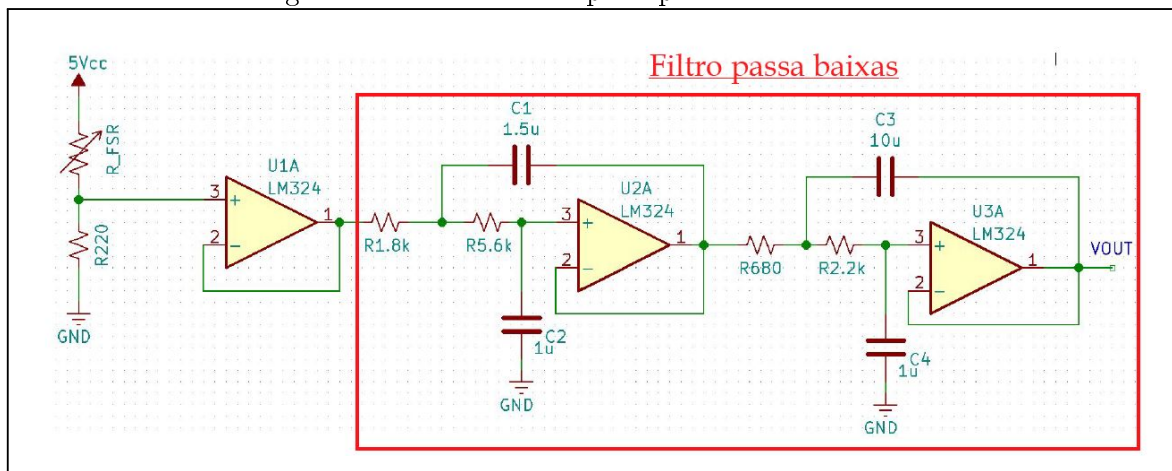 Filtro passa baixas
5Vcc
R_FSR
R220
GND
U1A
LM324
3
+
2
−
1
R1.8k
C1
1.5u
R5.6k
C2
1u
GND
U2A
LM324
3
+
2
−
1
R680
C3
10u
R2.2k
C4
1u
GND
U3A
LM324
3
+
2
−
1
VOUT